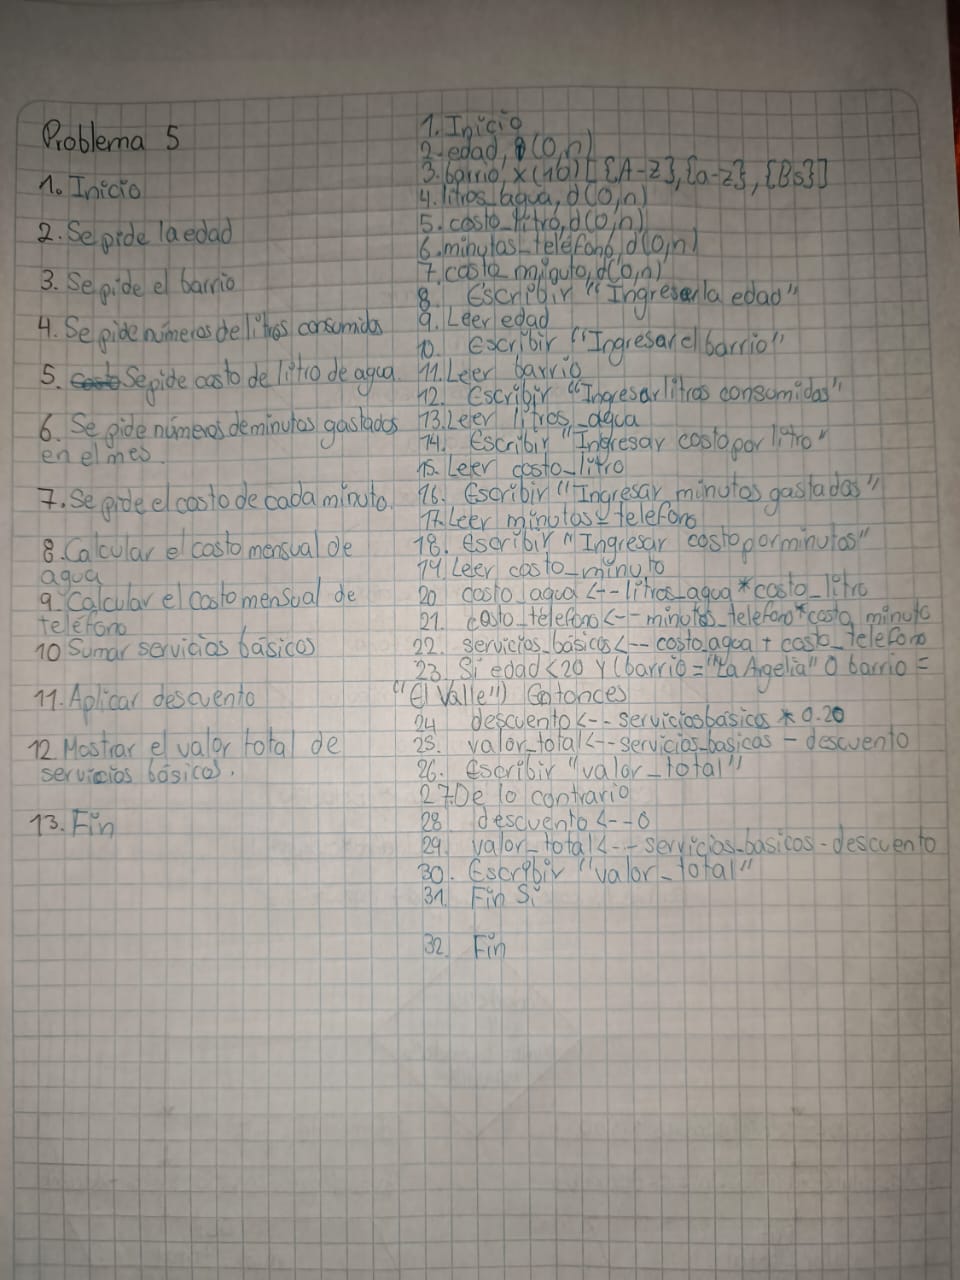 Problema 5
1. Inicio
2. Se pide la edad
3. Se pide el barrio
4. Se pide números de litros consumidos
5. Se pide costo de litro de agua
6. Se pide números de minutos gastados
en el mes.
7. Se pide el costo de cada minuto.
8. Calcular el costo mensual de
agua
9. Calcular el costo mensual de
teléfono
10 Sumar servicios básicos
11. Aplicar descuento
12. Mostrar el valor total de
servicios básicos.
13. Fin
1. Inicio
2. edad, (0,n)
3. barrio, x(16) [{A-Z},{a-z},{Bs}]
4. litros_agua, d(0,n)
5. costo_litro, d(0,n)
6. minutos_teléfono, d(0,n)
7. costo minuto, d(0,n)
8. Escribir "Ingresar la edad"
9. Leer edad
10. Escribir "Ingresar el barrio"
11. Leer barrio
12. Escribir "Ingresar litros consumidos"
13. Leer litros_agua
14. Escribir "Ingresar costo por litro"
15. Leer costo_litro
16. Escribir "Ingresar minutos gastados"
17. Leer minutos_telefono
18. escribir "Ingresar costo por minutos"
19. Leer costo_minuto
20 costo_agua <-- litros_agua * costo_litro
21. costo_telefono <-- minutos_telefono * costo_minuto
22. servicios_básicos <-- costo_agua + costo_telefono
23. Si edad < 20 Y (barrio = "La Argelia" O barrio =
"El Valle") Entonces
24 descuento <-- servicios basicos * 0.20
25. valor_total <-- servicios_basicos - descuento
26. Escribir "valor_total"
27. De lo contrario
28 descuento <--0
29. valor_total <-- servicios_basicos - descuento
30. Escribir "valor_total"
31. Fin Si
32. Fin